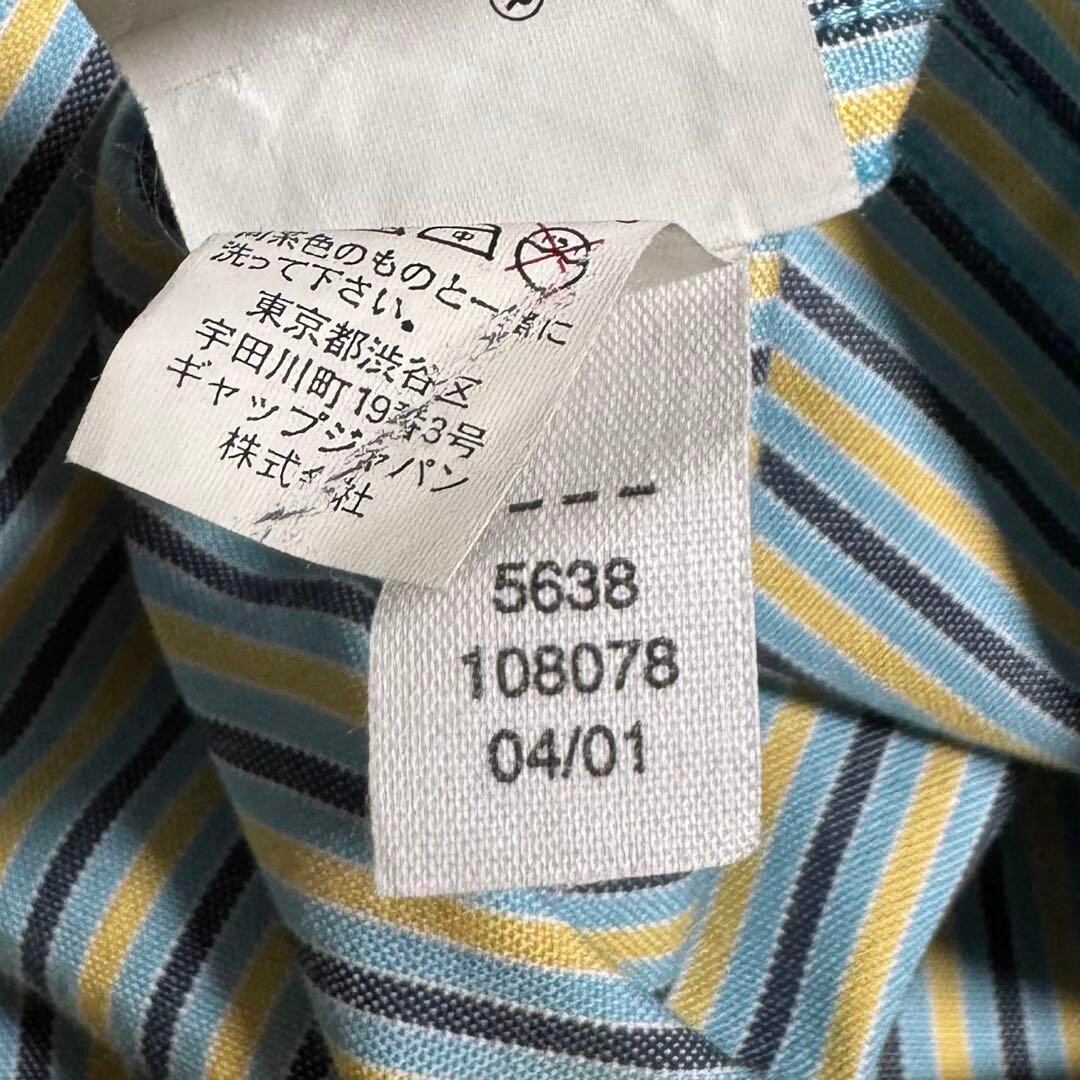 同系色のものと一緒に
洗って下さい。
東京都渋谷区
宇田川町19番3号
ギャップジャパン
株式会社
5638
108078
04/01